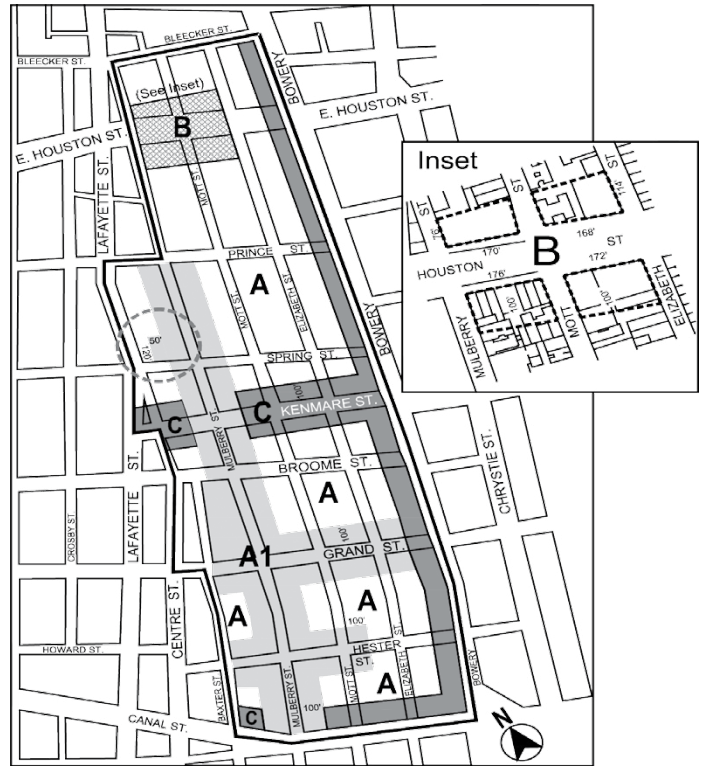 BLEECKER ST.
BLEECKER ST.
BOWERY
(See Inset)
E. HOUSTON ST.
E. HOUSTON ST.
B
LAFAYETTE ST.
MOTT ST.
PRINCE ST.
A
MOTT ST.
ELIZABETH ST.
BOWERY
50'
120'
SPRING ST.
100'
C
C
KENMARE ST.
MULBERRY ST.
BROOME ST.
LAFAYETTE ST.
CROSBY ST.
CHRYSTIE ST.
A
100'
A1
GRAND ST.
A
A
100'
CENTRE ST.
HOWARD ST.
HESTER ST.
MOTT ST.
ELIZABETH ST.
BAXTER ST.
MULBERRY ST.
A
BOWERY
CANAL ST.
C
100'
N
Inset
ST
ST
75'
114'
170'
168'
B
ST
HOUSTON
176'
172'
100'
100'
MULBERRY
MOTT
ELIZABETH